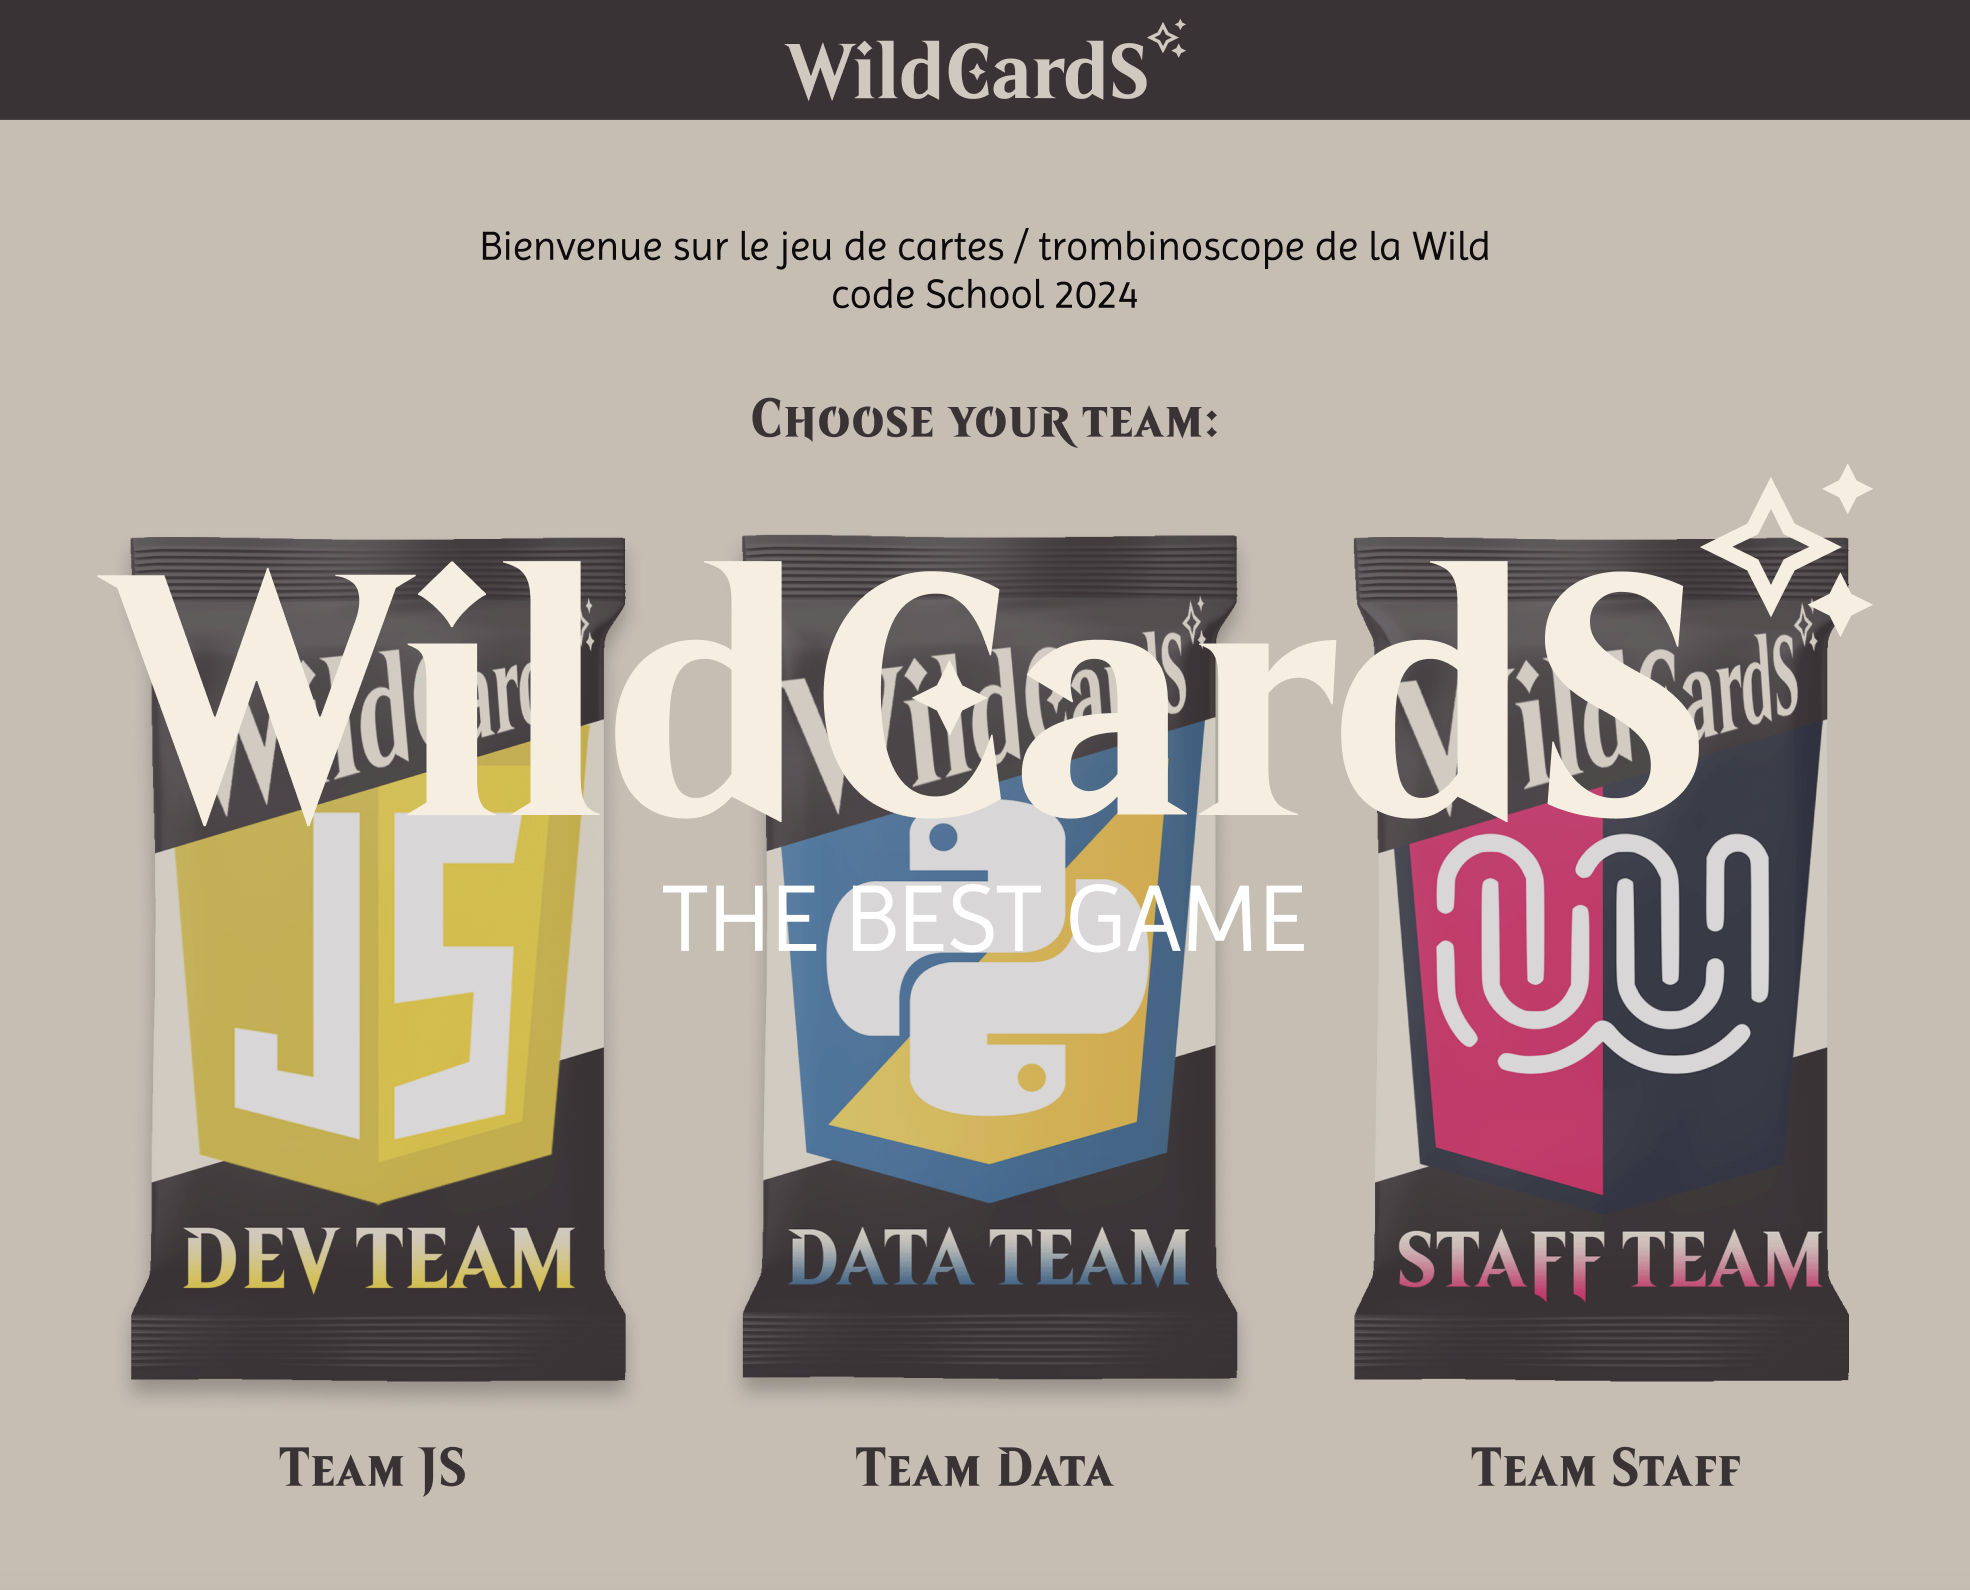 WildCardS
Bienvenue sur le jeu de cartes / trombinoscope de la Wild
code School 2024
Choose your team:
WildCardS
WildCardS
WildCardS
WildCardS
JS
THE BEST GAME
DEV TEAM
DATA TEAM
STAFF TEAM
Team JS
Team Data
Team Staff